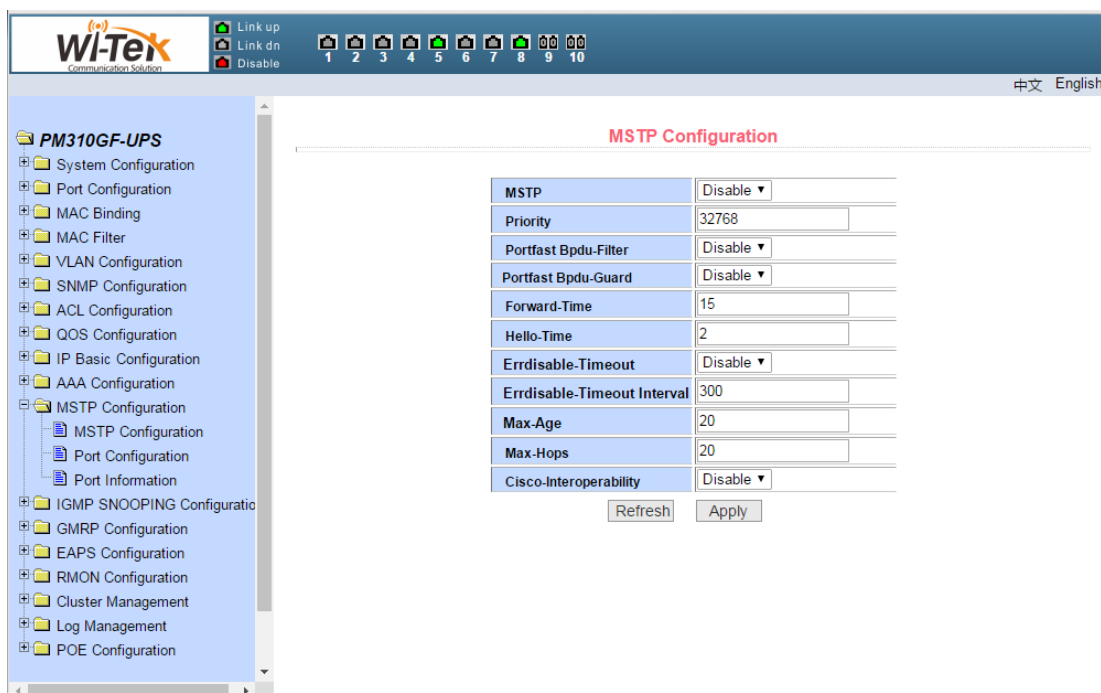 ((•))
Wi-Tek
Communication Solution
Link up
Link dn
Disable
1 2 3 4 5 6 7 8 9 10
中文 English
PM310GF-UPS
System Configuration
Port Configuration
MAC Binding
MAC Filter
VLAN Configuration
SNMP Configuration
ACL Configuration
QOS Configuration
IP Basic Configuration
AAA Configuration
MSTP Configuration
MSTP Configuration
Port Configuration
Port Information
IGMP SNOOPING Configuratio
GMRP Configuration
EAPS Configuration
RMON Configuration
Cluster Management
Log Management
POE Configuration
MSTP Configuration
MSTP Disable
Priority 32768
Portfast Bpdu-Filter Disable
Portfast Bpdu-Guard Disable
Forward-Time 15
Hello-Time 2
Errdisable-Timeout Disable
Errdisable-Timeout Interval 300
Max-Age 20
Max-Hops 20
Cisco-Interoperability Disable
Refresh Apply